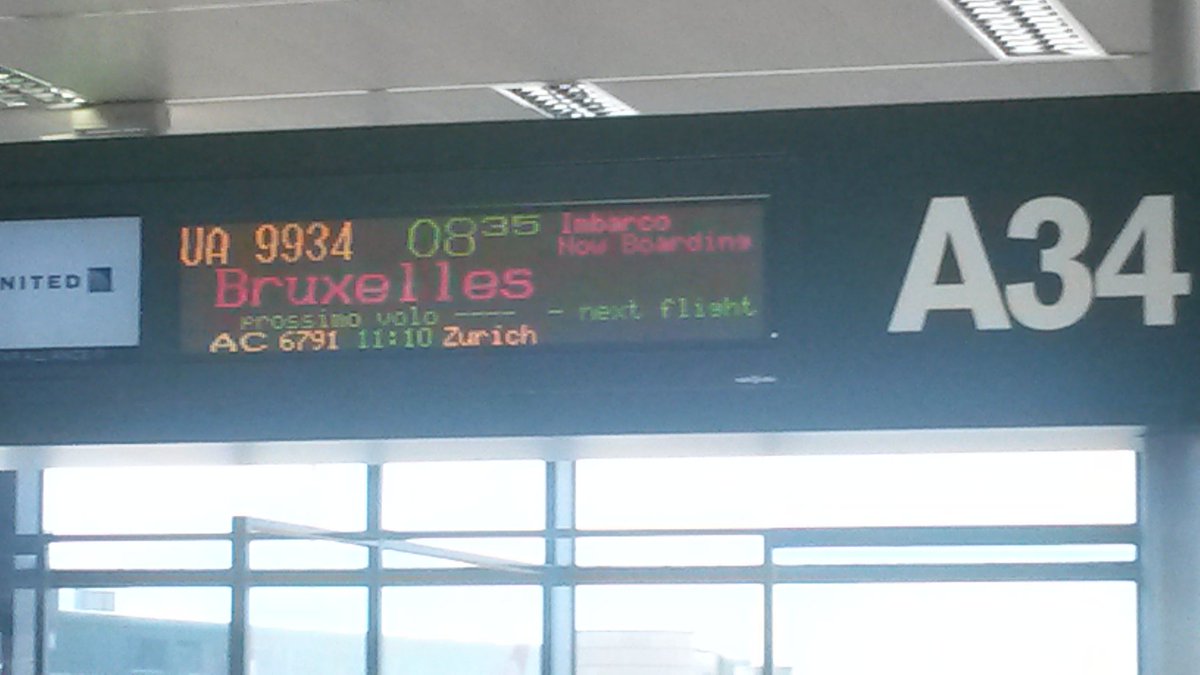 UA 9934 08³⁵ Imbarco
Now Boarding
Bruxelles
prossimo volo ---- - next flight
AC 6791 11:10 Zurich
NITED
A34